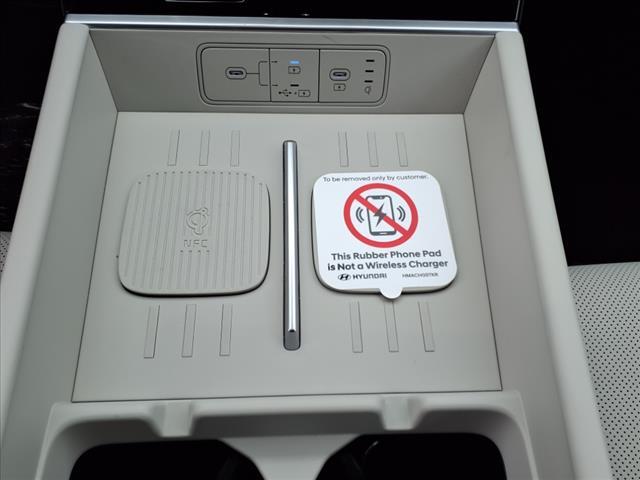 NFC
To be removed only by customer.
This Rubber Phone Pad
is Not a Wireless Charger
HYUNDAI